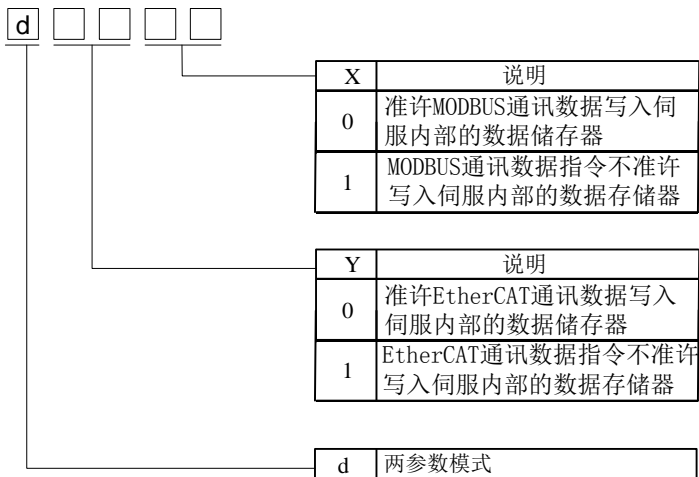 d
X 说明
0 准许MODBUS通讯数据写入伺
服内部的数据储存器
1 MODBUS通讯数据指令不准许
写入伺服内部的数据存储器
Y 说明
0 准许EtherCAT通讯数据写入
伺服内部的数据储存器
1 EtherCAT通讯数据指令不准许
写入伺服内部的数据存储器
d 两参数模式